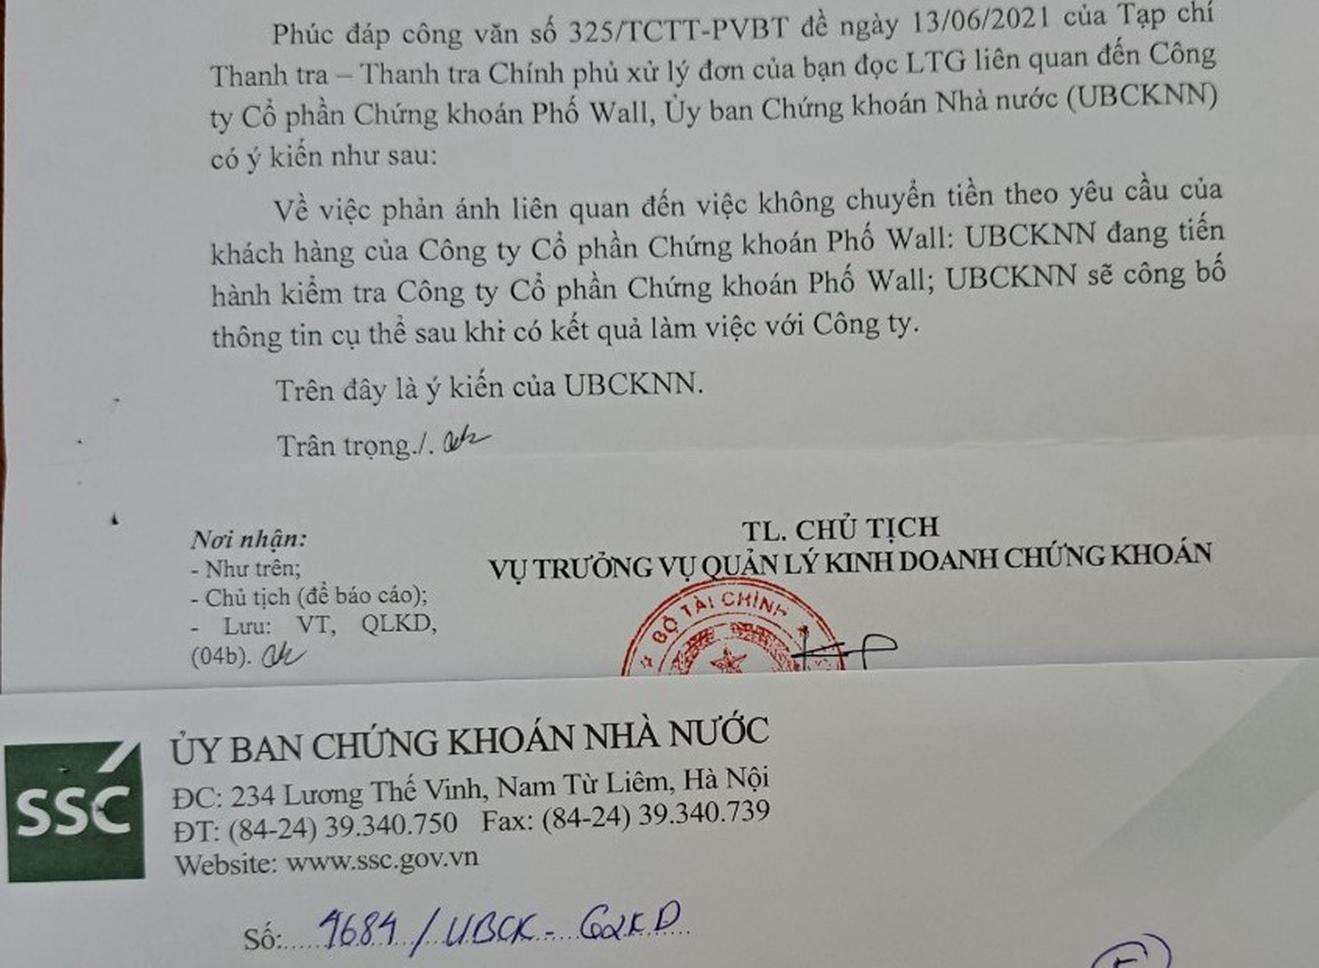 Phúc đáp công văn số 325/TCTT-PVBT đề ngày 13/06/2021 của Tạp chí
Thanh tra – Thanh tra Chính phủ xử lý đơn của bạn đọc LTG liên quan đến Công
ty Cổ phần Chứng khoán Phố Wall, Ủy ban Chứng khoán Nhà nước (UBCKNN)
có ý kiến như sau:
Về việc phản ánh liên quan đến việc không chuyển tiền theo yêu cầu của
khách hàng của Công ty Cổ phần Chứng khoán Phố Wall: UBCKNN đang tiến
hành kiểm tra Công ty Cổ phần Chứng khoán Phố Wall; UBCKNN sẽ công bố
thông tin cụ thể sau khi có kết quả làm việc với Công ty.
Trên đây là ý kiến của UBCKNN.
Trân trọng./.
Nơi nhận:
- Như trên;
- Chủ tịch (để báo cáo);
- Lưu: VT, QLKD,
(04b).
TL. CHỦ TỊCH
VỤ TRƯỞNG VỤ QUẢN LÝ KINH DOANH CHỨNG KHOÁN
BỘ TÀI CHÍNH
SSC
ỦY BAN CHỨNG KHOÁN NHÀ NƯỚC
ĐC: 234 Lương Thế Vinh, Nam Từ Liêm, Hà Nội
ĐT: (84-24) 39.340.750 Fax: (84-24) 39.340.739
Website: www.ssc.gov.vn
Số: /UBCK-